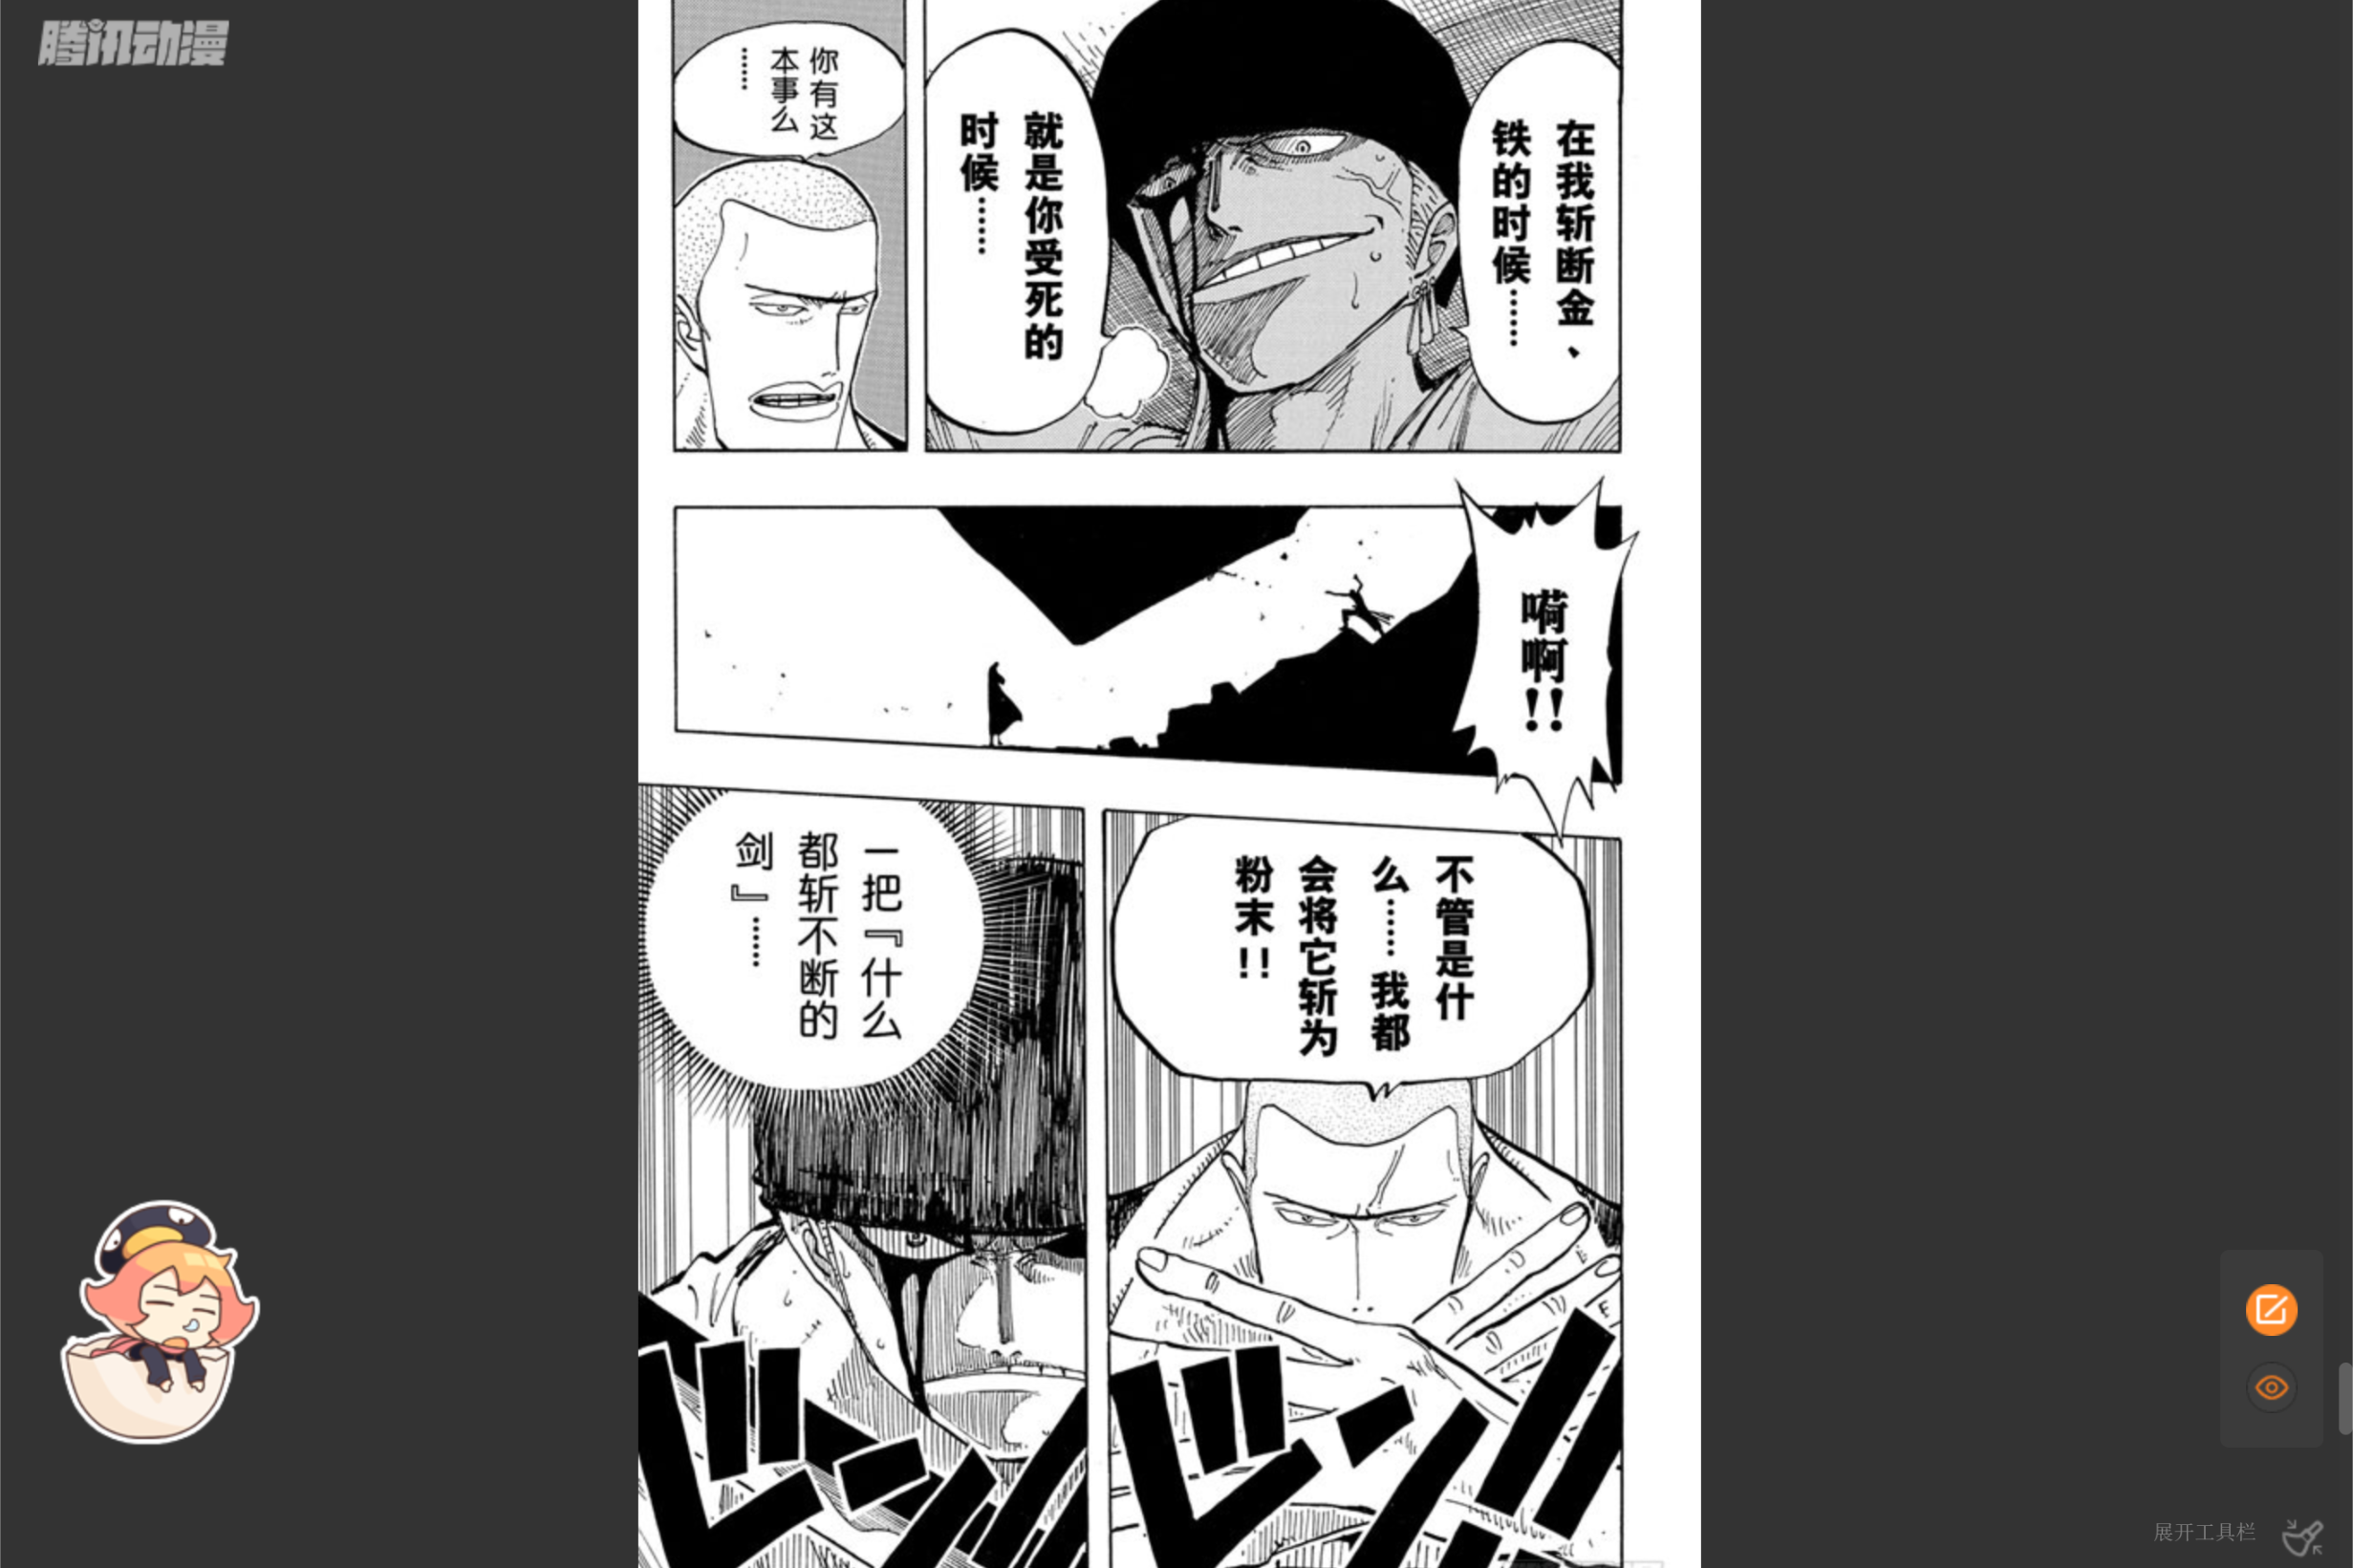 腾讯动漫
在我斩断金、
铁的时候……
就是你受死的
时候……
你有这
本事么
……
嗬啊!!
不管是什
么……我都
会将它斩为
粉末!!
一把『什么
都斩不断的
剑』……
ドン
ドン
展开工具栏